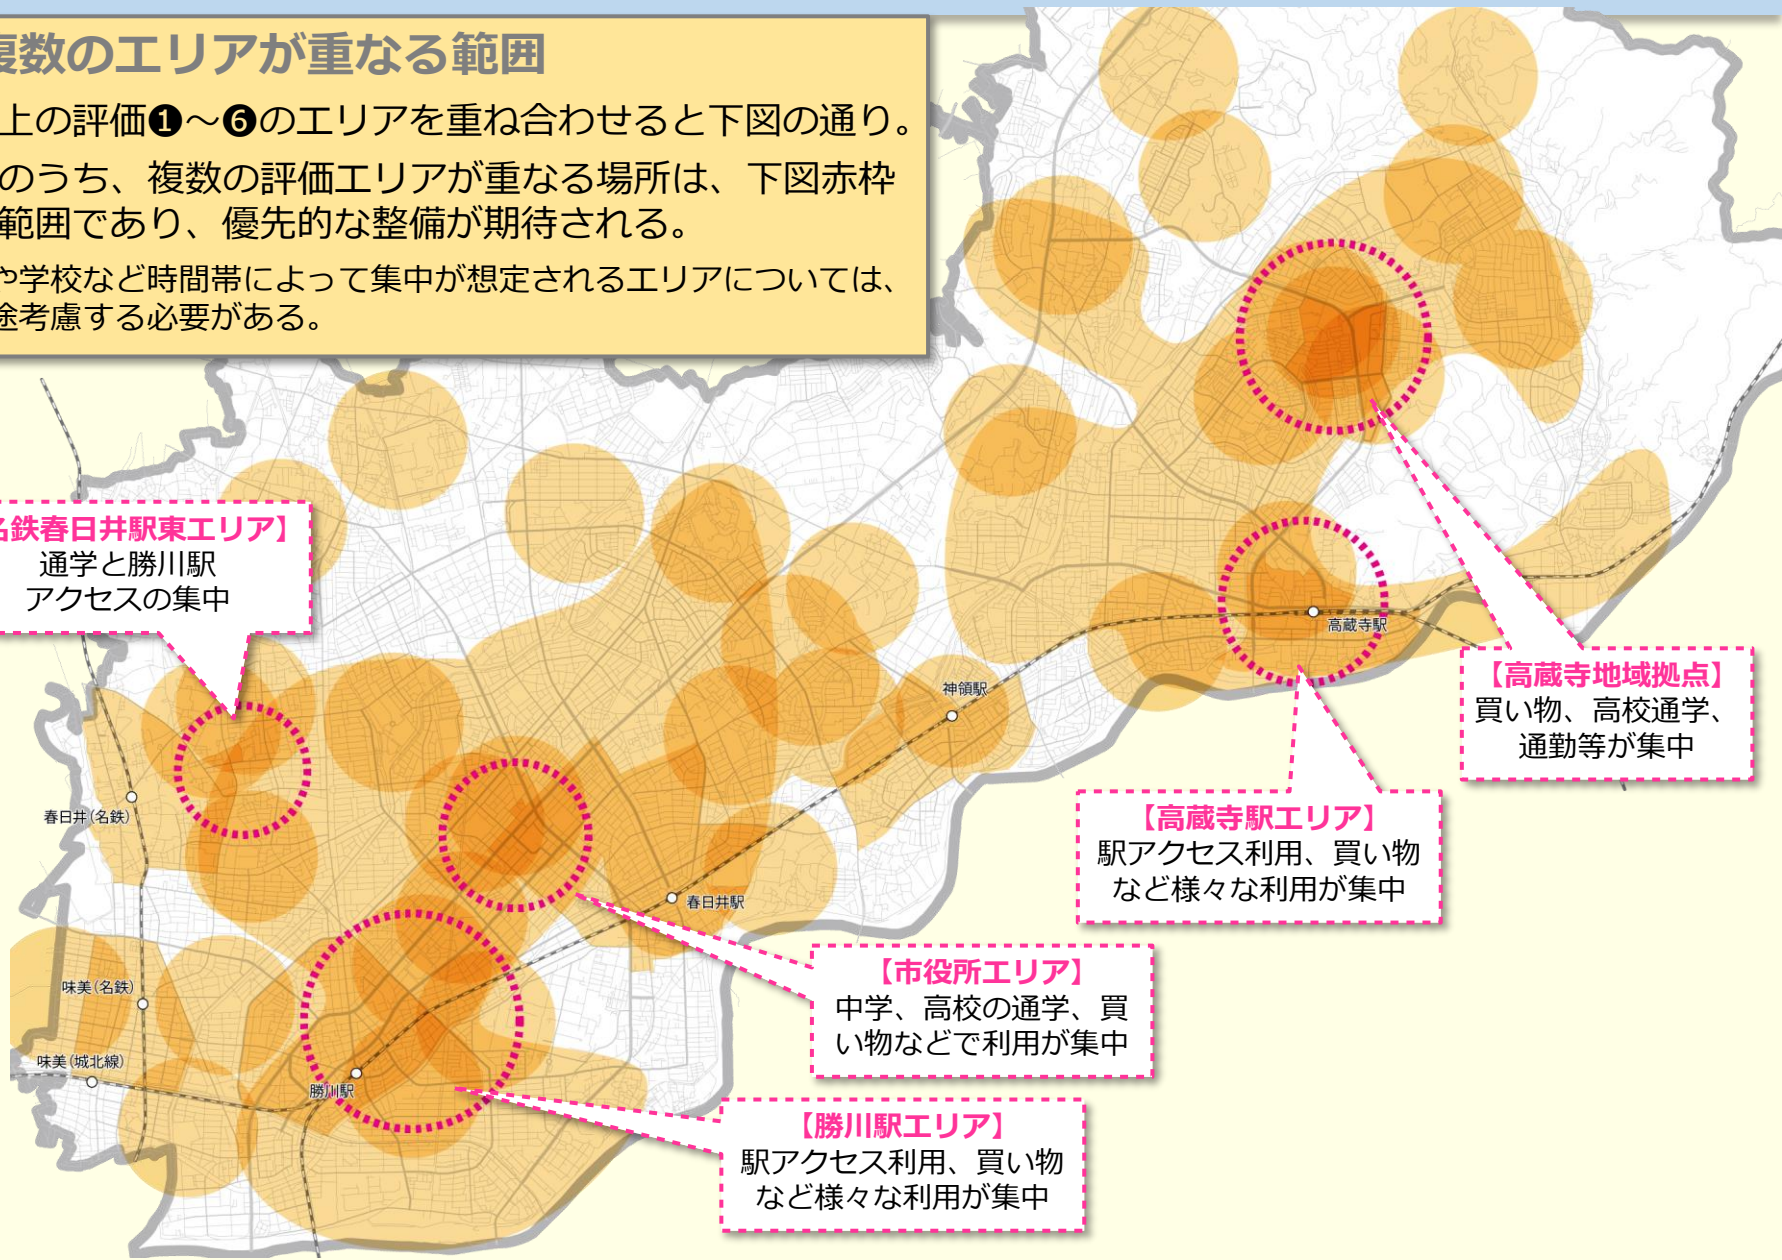 複数のエリアが重なる範囲
上の評価❶～❻のエリアを重ね合わせると下図の通り。
のうち、複数の評価エリアが重なる場所は、下図赤枠
範囲であり、優先的な整備が期待される。
や学校など時間帯によって集中が想定されるエリアについては、
途考慮する必要がある。
名鉄春日井駅東エリア】
通学と勝川駅
アクセスの集中
高蔵寺駅
【高蔵寺地域拠点】
買い物、高校通学、
通勤等が集中
神領駅
【高蔵寺駅エリア】
駅アクセス利用、買い物
など様々な利用が集中
春日井(名鉄)
春日井駅
【市役所エリア】
中学、高校の通学、買
い物などで利用が集中
味美(名鉄)
味美(城北線)
勝川駅
【勝川駅エリア】
駅アクセス利用、買い物
など様々な利用が集中